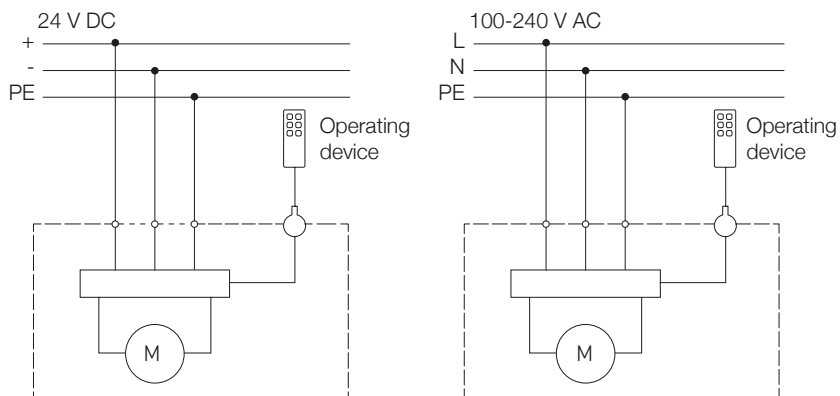 24 V DC
+
-
PE
Operating
device
M
100-240 V AC
L
N
PE
Operating
device
M